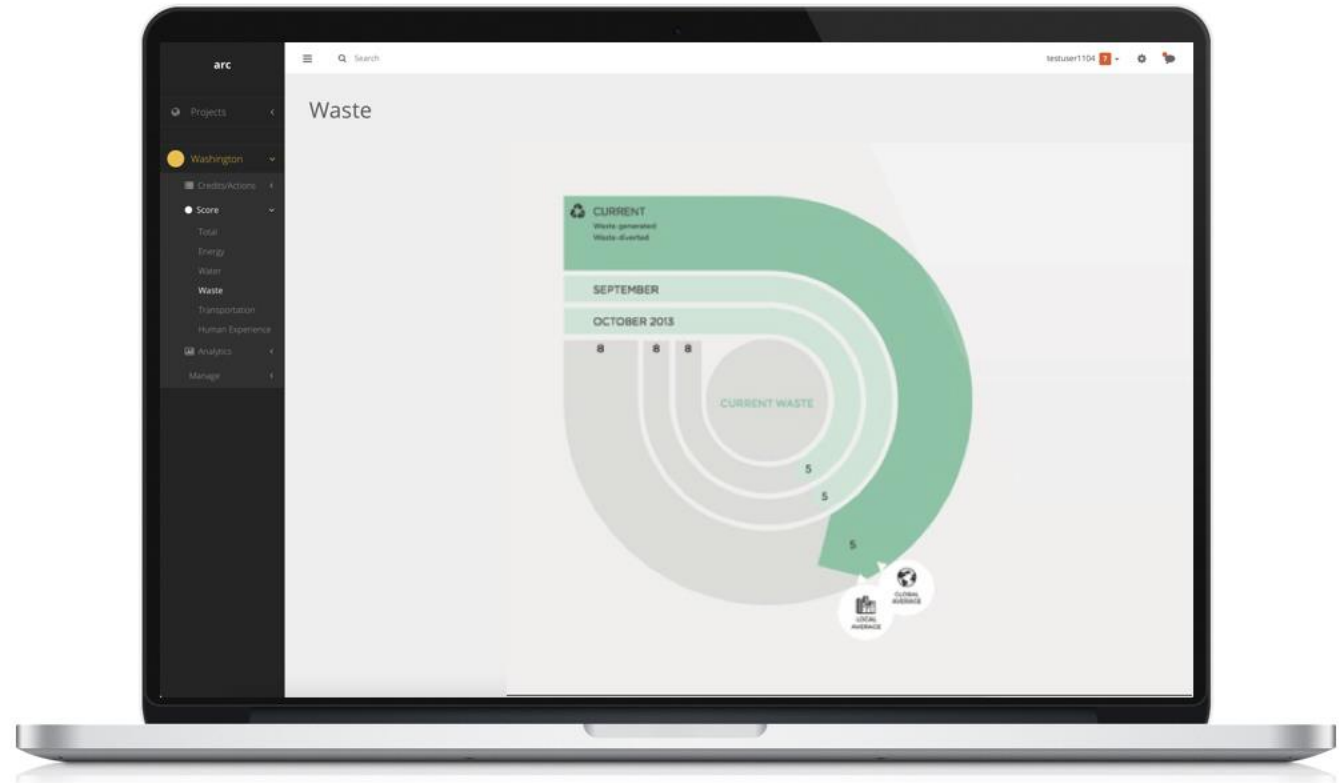 arc
Search
testuser1104 7
Projects
Waste
Washington
Credits/Actions
Score
Total
Energy
Water
Waste
Transportation
Human Experience
Analytics
Manage
CURRENT
Waste generated
Waste diverted
SEPTEMBER
OCTOBER 2013
8 8 8
CURRENT WASTE
5
5
5
GLOBAL
AVERAGE
LOCAL
AVERAGE